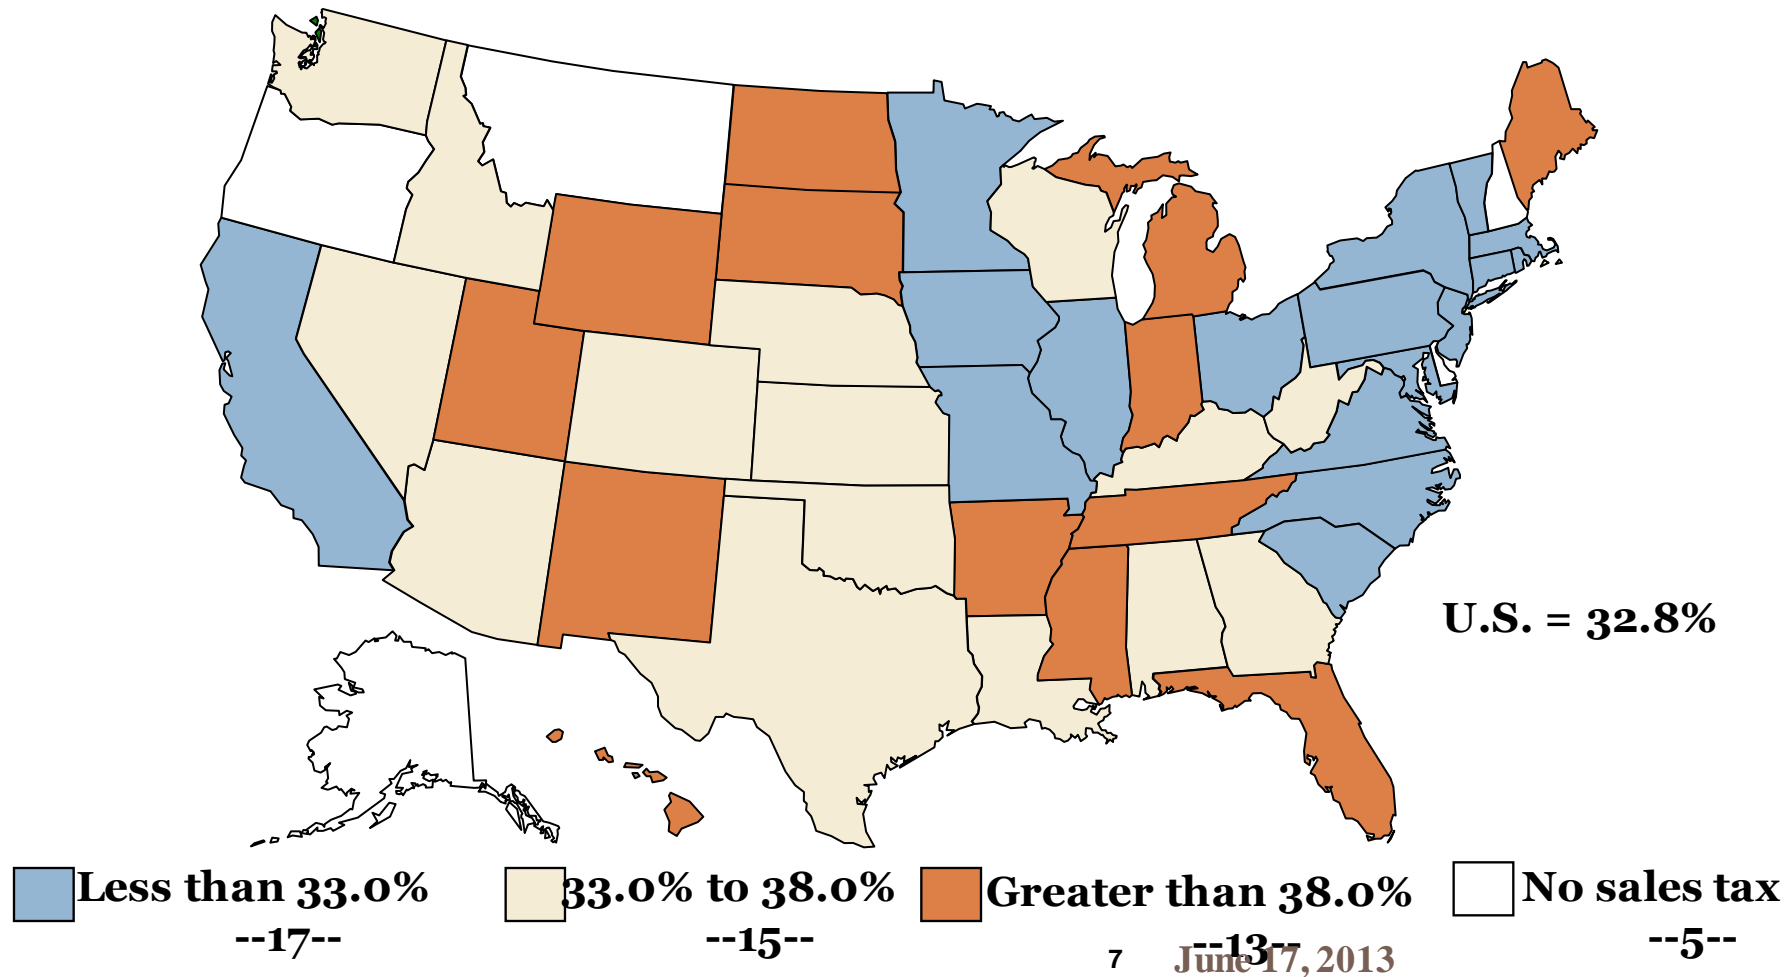 U.S. = 32.8%
Less than 33.0%
--17--
33.0% to 38.0%
--15--
Greater than 38.0%
--13--
No sales tax
--5--
7
June 17, 2013